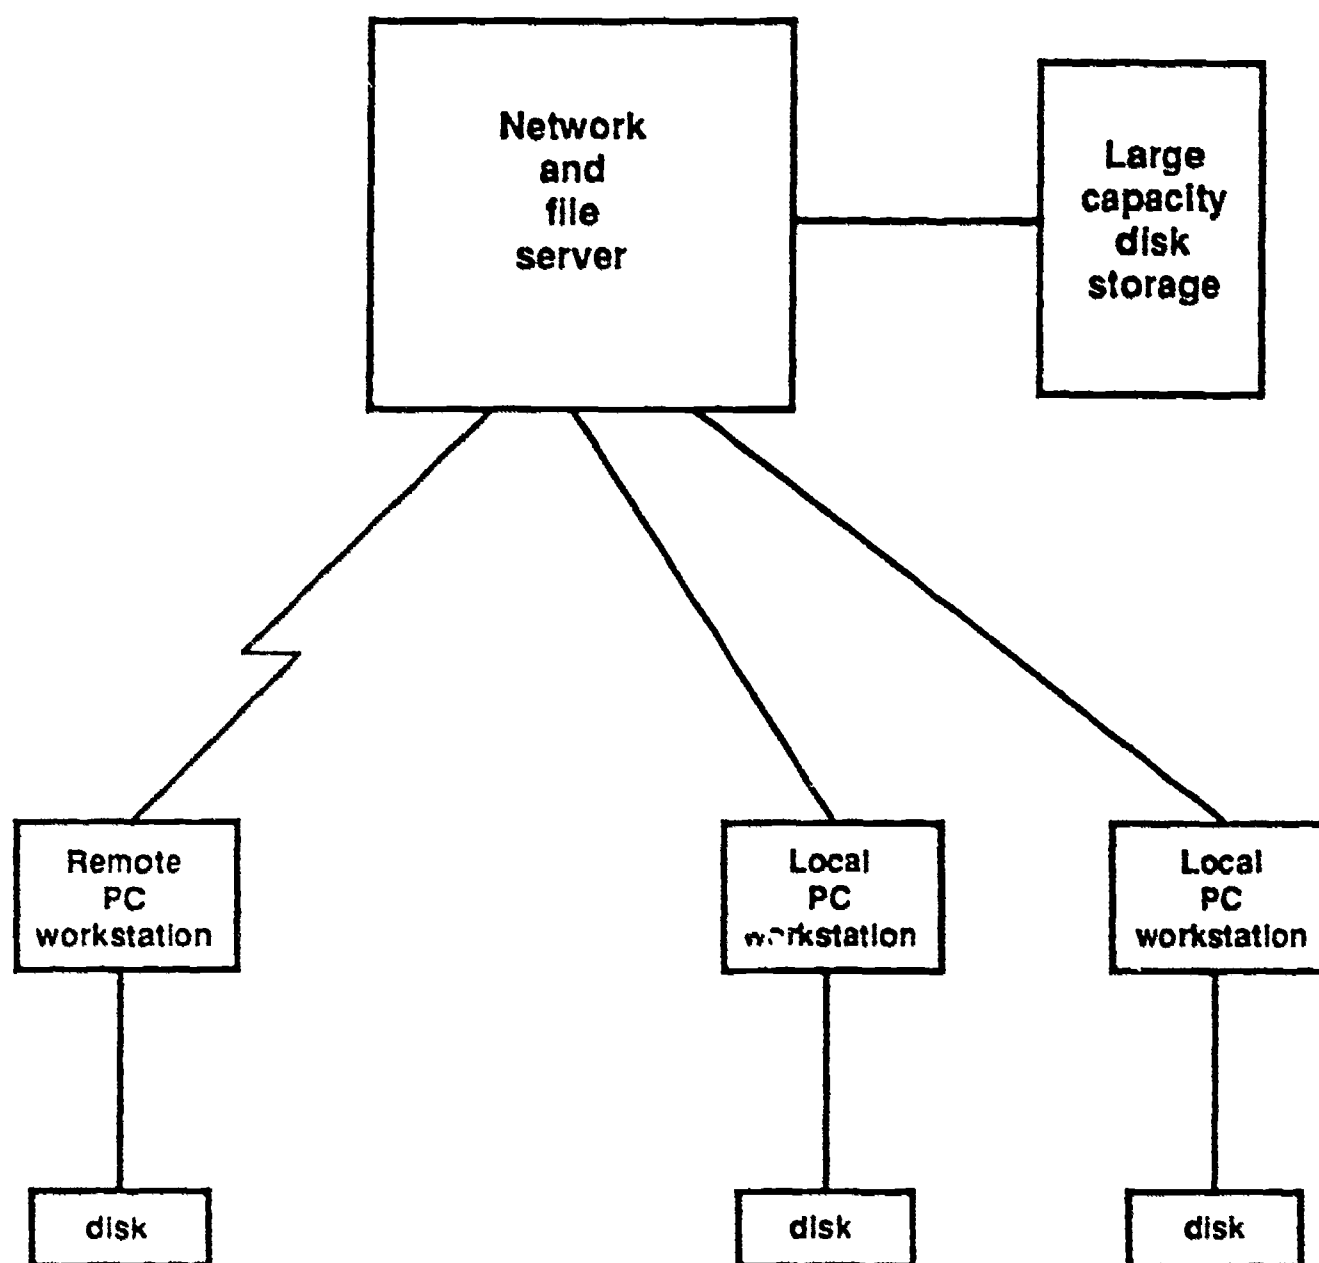 Network
and
file
server
Large
capacity
disk
storage
Remote
PC
workstation
Local
PC
workstation
Local
PC
workstation
disk
disk
disk